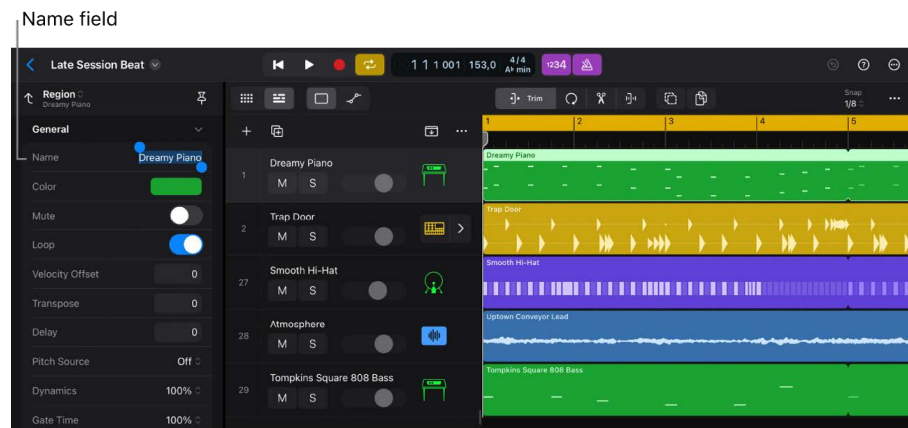 Name field
Late Session Beat
1 1 1 001 153,0 4/4 A♭ min 1234
Region
Dreamy Piano
Trim
Snap
1/8
General
1 2 3 4 5
Name Dreamy Piano
Color
Mute
Loop
Velocity Offset 0
Transpose 0
Delay 0
Pitch Source Off
Dynamics 100%
Gate Time 100%
1 Dreamy Piano
M S
2 Trap Door
M S
27 Smooth Hi-Hat
M S
28 Atmosphere
M S
29 Tompkins Square 808 Bass
M S
Dreamy Piano
Trap Door
Smooth Hi-Hat
Uptown Conveyor Lead
Tompkins Square 808 Bass